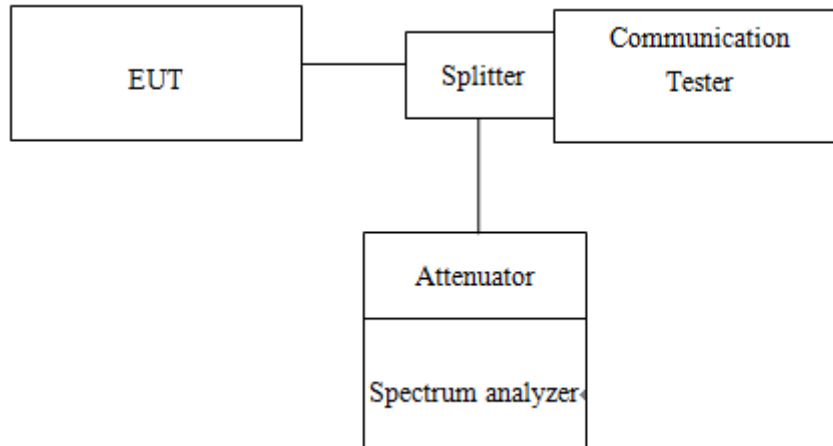 EUT
Splitter
Communication
Tester
Attenuator
Spectrum analyzer